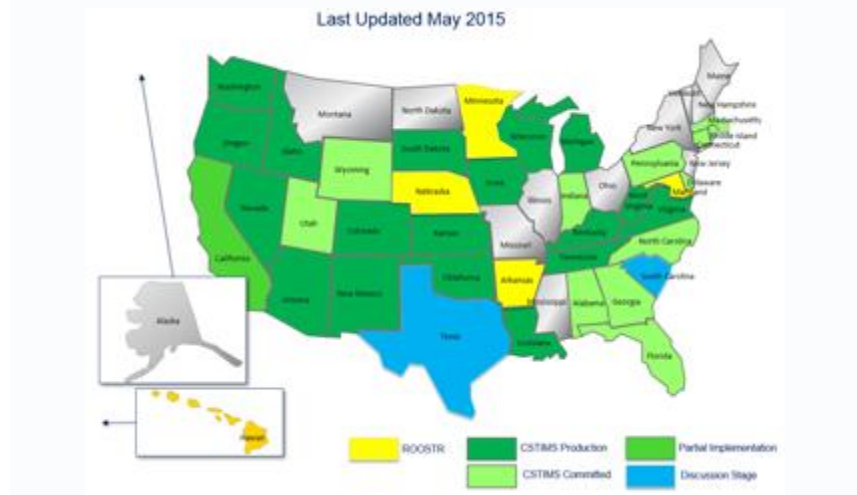 Last Updated May 2015
Washington
Montana
North Dakota
Minnesota
Maine
New Hampshire
Massachusetts
Oregon
Idaho
South Dakota
Wisconsin
Michigan
New York
Rhode Island
Connecticut
Wyoming
Pennsylvania
New Jersey
Nebraska
Iowa
Ohio
Delaware
Nevada
Utah
Illinois
Indiana
West
Virginia
Virginia
Colorado
Kansas
Missouri
Kentucky
California
North Carolina
Tennessee
Arizona
New Mexico
Oklahoma
Arkansas
South Carolina
Mississippi
Alabama
Georgia
Alaska
Texas
Louisiana
Florida
Hawaii
ROOSTR
CSTIMS Production
Partial Implementation
CSTIMS Committed
Discussion Stage